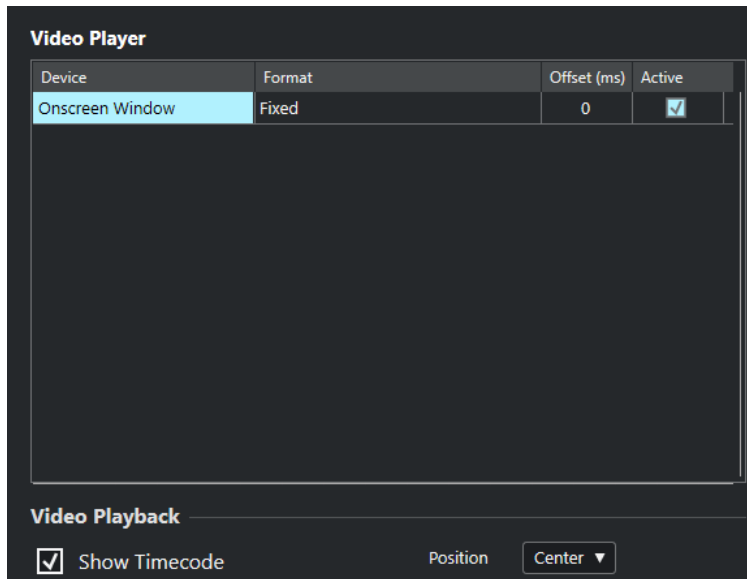 Video Player
Device Format Offset (ms) Active
Onscreen Window Fixed 0
Video Playback
Show Timecode Position Center